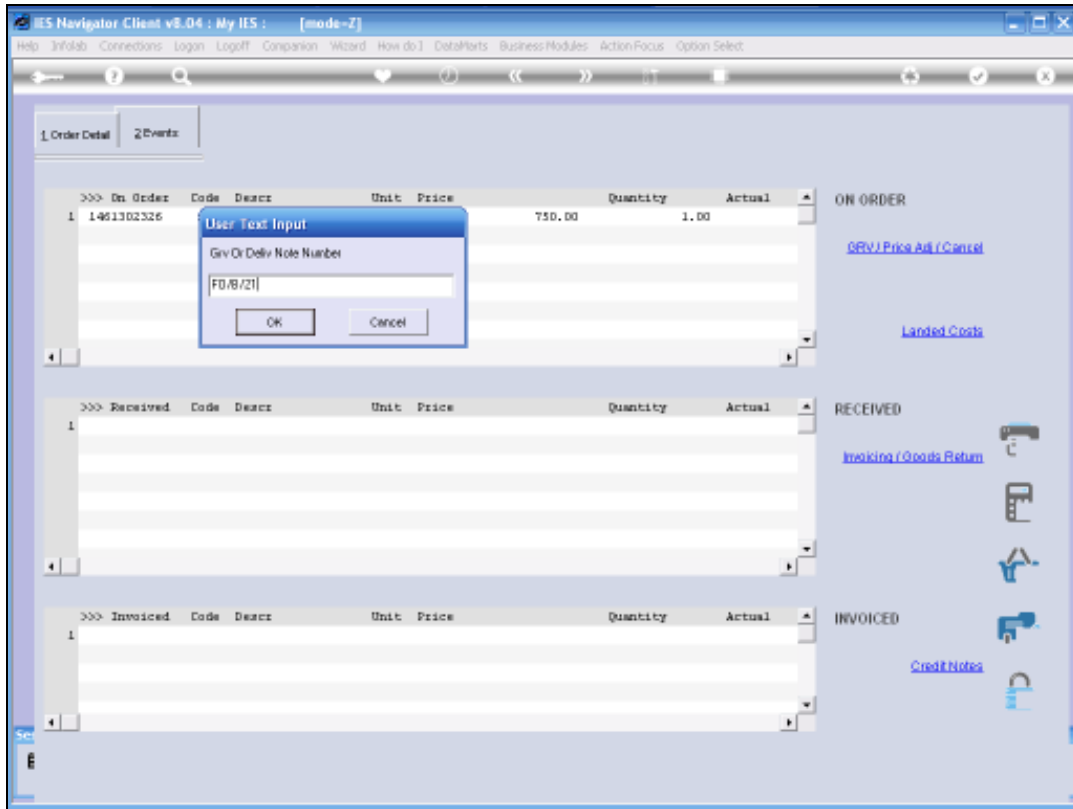 IES Navigator Client v8.04 : My IES : [mode=Z]
Help Infolab Connections Logon Logoff Companion Wizard How do I DataMarts Business Modules Action Focus Option Select
1 Order Detail 2 Events
>>> On Order Code Descr Unit Price Quantity Actual
ON ORDER
1 1461302326 750.00 1.00
User Text Input
Grv Or Deliv Note Number
GRV / Price Adj / Cancel
OK Cancel
Landed Costs
>>> Received Code Descr Unit Price Quantity Actual
RECEIVED
1
Invoicing / Goods Return
>>> Invoiced Code Descr Unit Price Quantity Actual
INVOICED
1
Credit Notes